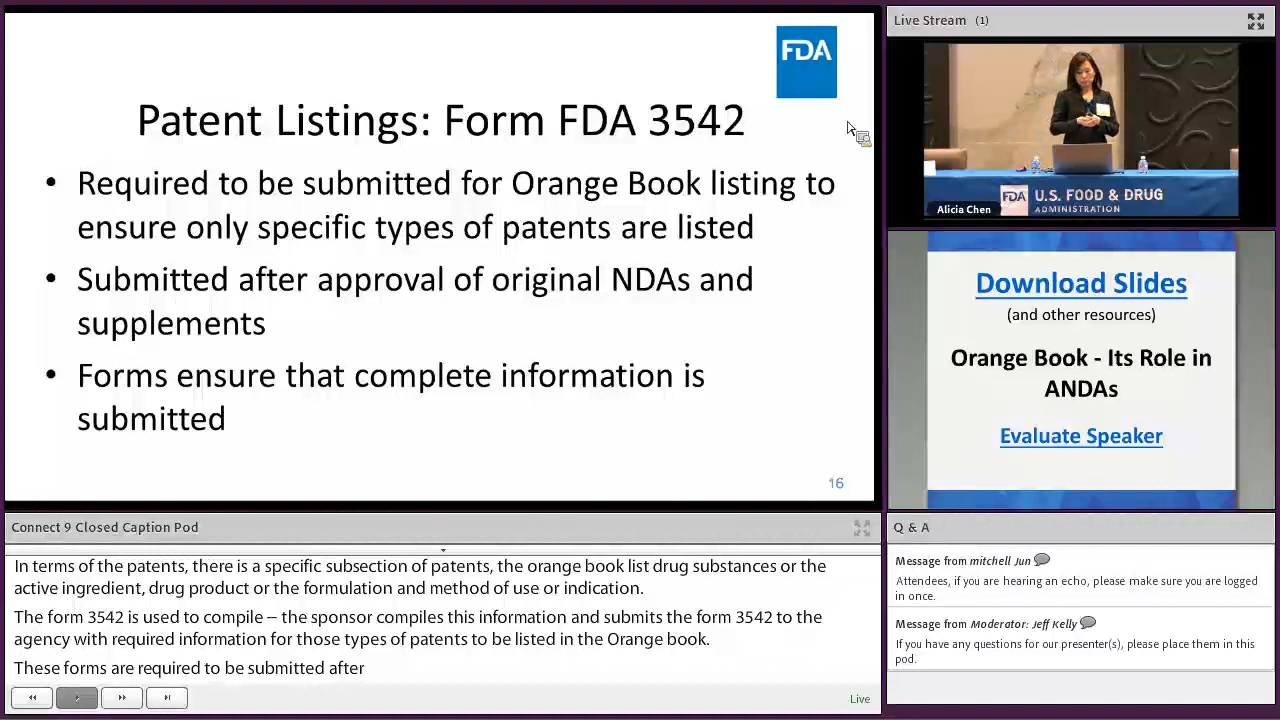 FDA
Patent Listings: Form FDA 3542
• Required to be submitted for Orange Book listing to
ensure only specific types of patents are listed
• Submitted after approval of original NDAs and
supplements
• Forms ensure that complete information is
submitted
16
Connect 9 Closed Caption Pod
In terms of the patents, there is a specific subsection of patents, the orange book list drug substances or the
active ingredient, drug product or the formulation and method of use or indication.
The form 3542 is used to compile -- the sponsor compiles this information and submits the form 3542 to the
agency with required information for those types of patents to be listed in the Orange book.
These forms are required to be submitted after
Live
Live Stream (1)
Alicia Chen
FDA U.S. FOOD & DRUG
ADMINISTRATION
Download Slides
(and other resources)
Orange Book - Its Role in
ANDAs
Evaluate Speaker
Q & A
Message from mitchell Jun
Attendees, if you are hearing an echo, please make sure you are logged
in once.
Message from Moderator: Jeff Kelly
If you have any questions for our presenter(s), please place them in this
pod.